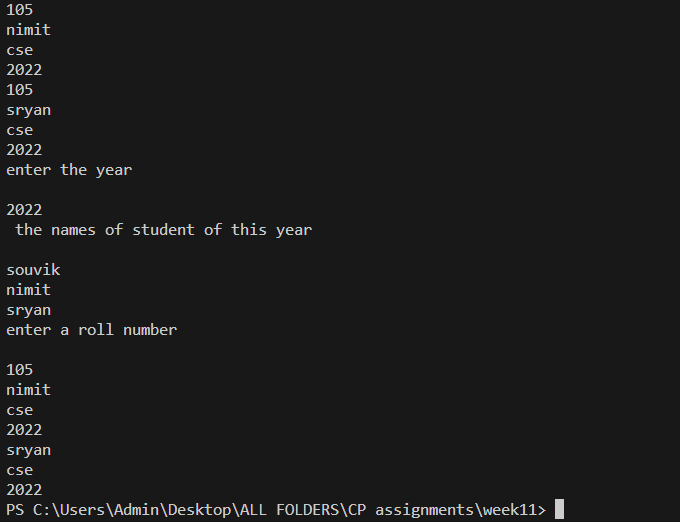 105
nimit
cse
2022
105
sryan
cse
2022
enter the year
2022
the names of student of this year
souvik
nimit
sryan
enter a roll number
105
nimit
cse
2022
sryan
cse
2022
PS C:\Users\Admin\Desktop\ALL FOLDERS\CP assignments\week11>